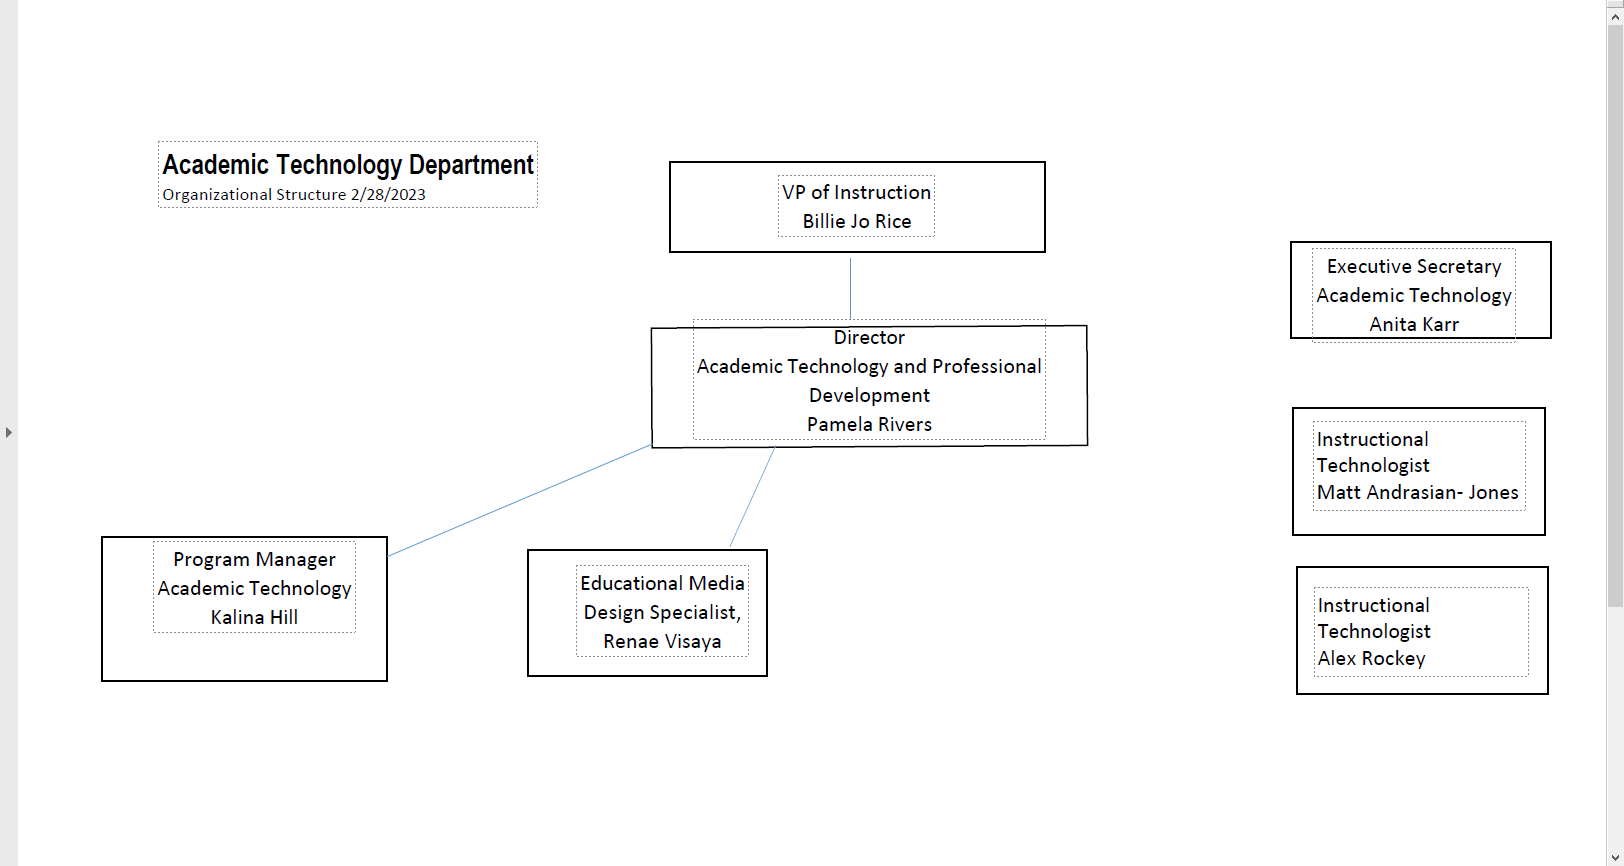 Academic Technology Department
Organizational Structure 2/28/2023
VP of Instruction
Billie Jo Rice
Executive Secretary
Academic Technology
Anita Karr
Director
Academic Technology and Professional
Development
Pamela Rivers
Instructional
Technologist
Matt Andrasian- Jones
Program Manager
Academic Technology
Kalina Hill
Educational Media
Design Specialist,
Renae Visaya
Instructional
Technologist
Alex Rockey